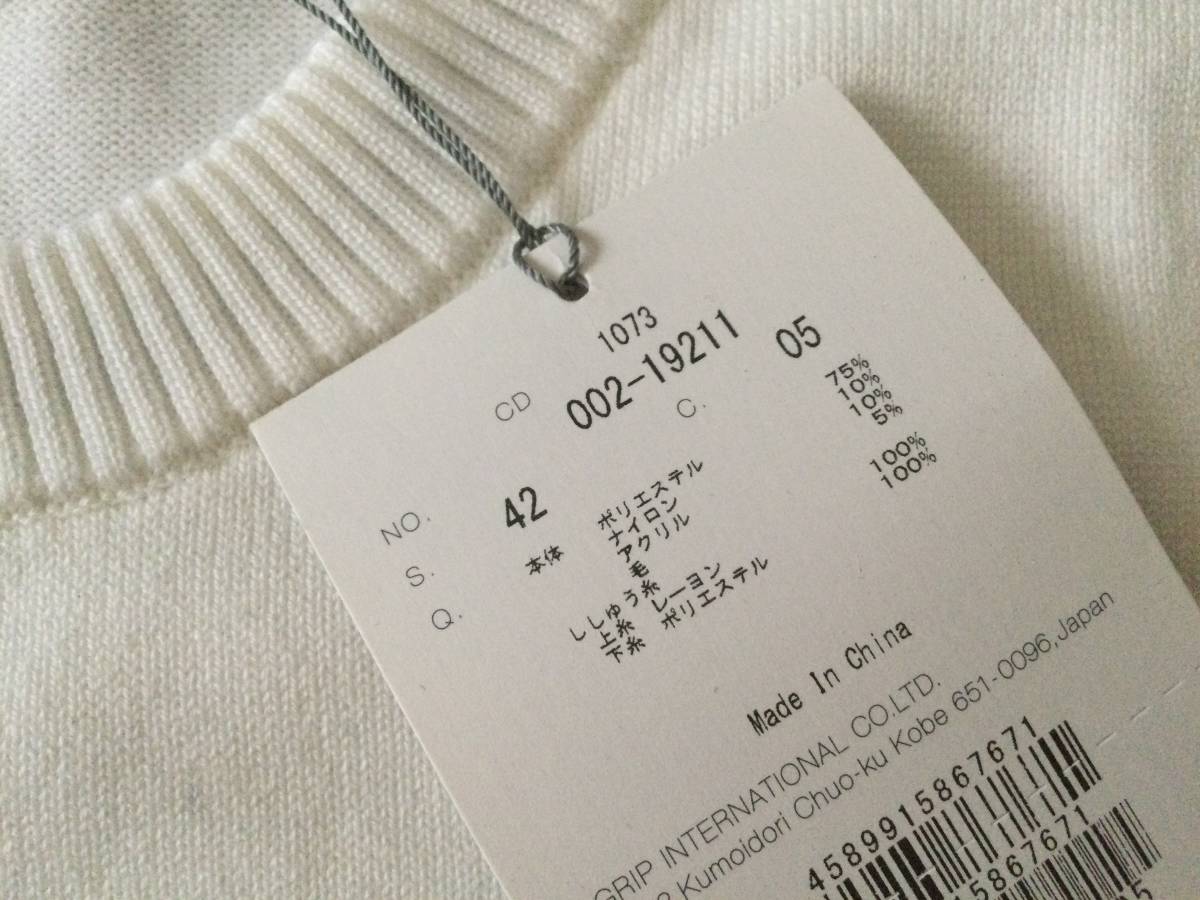 1073
CD
NO. 002-19211 C. 05
S. 42
Q. 本体 ポリエステル 75%
ナイロン 10%
アクリル 10%
毛 5%
ししゅう糸
上糸 レーヨン 100%
下糸 ポリエステル 100%
Made In China
GRIP INTERNATIONAL CO.LTD.
Kumoidori Chuo-ku Kobe 651-0096,Japan
4589915867671
5867671